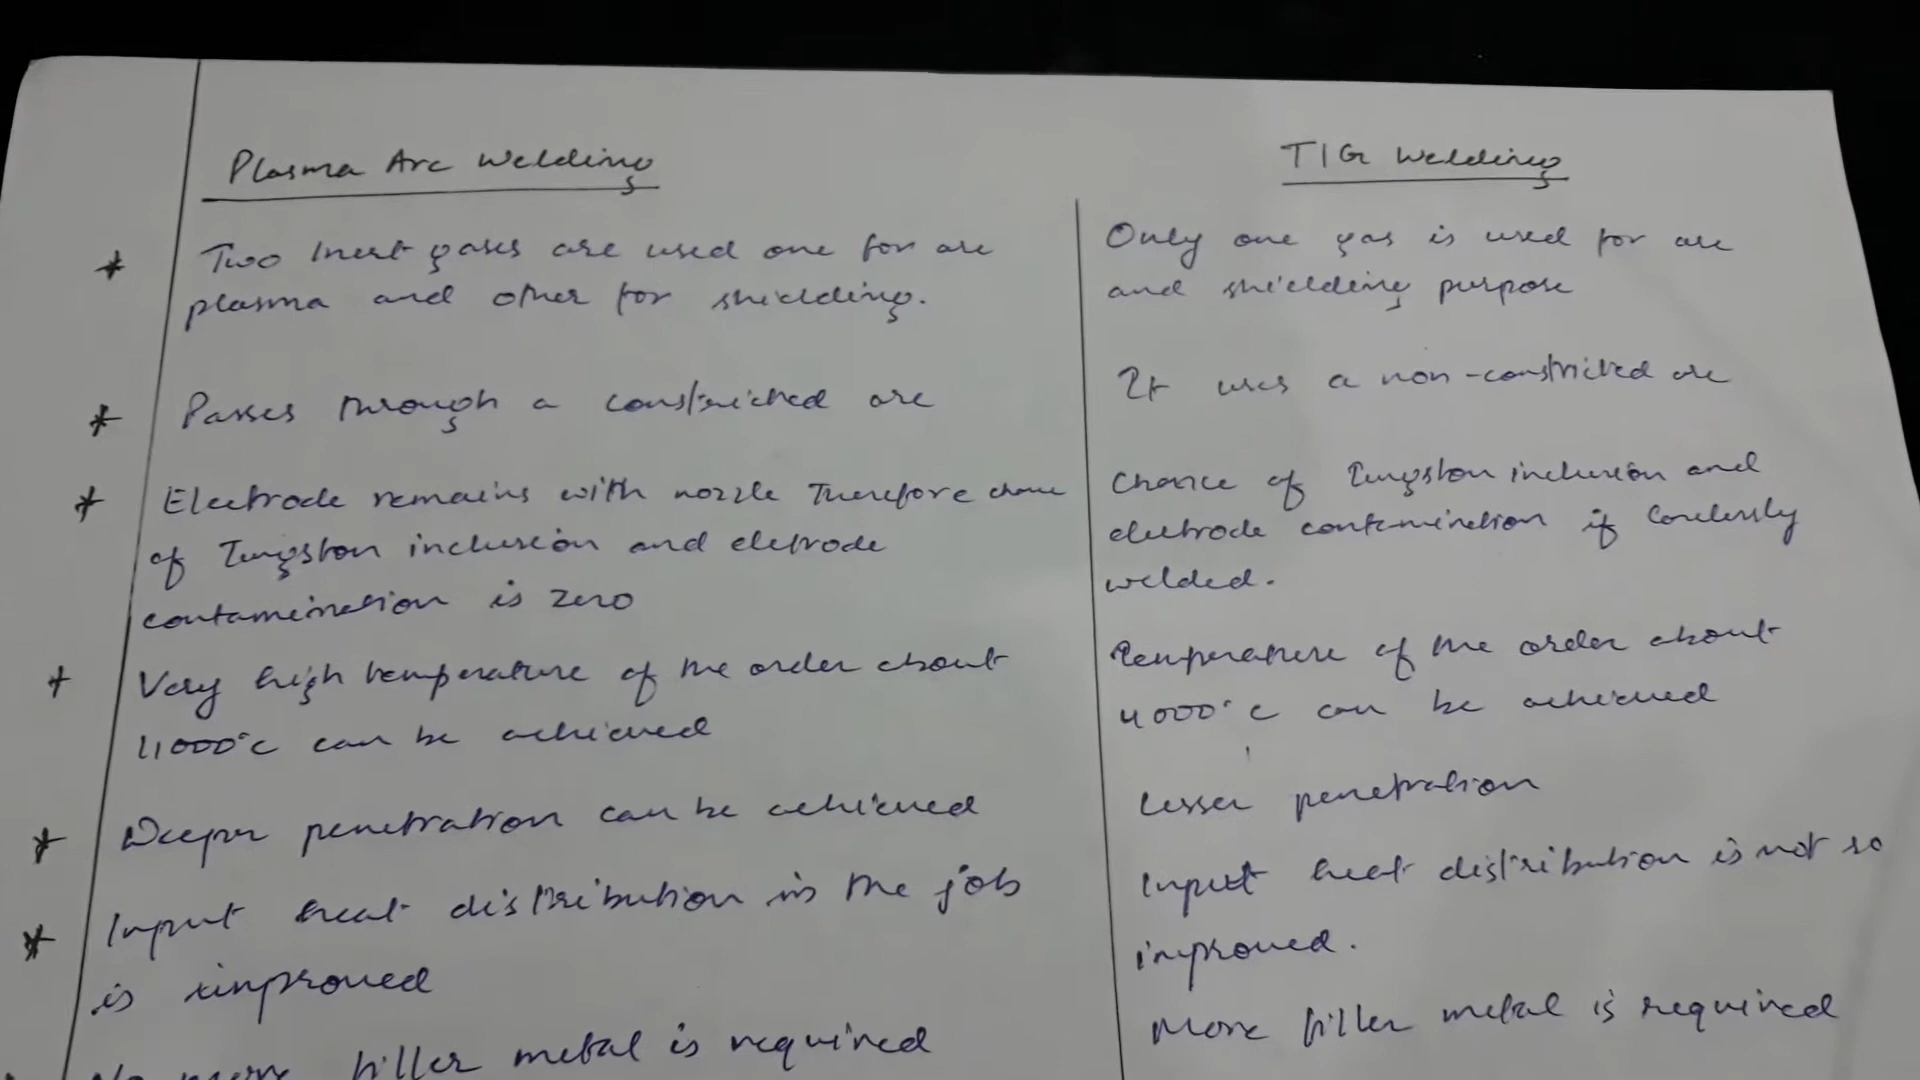 Plasma Arc Welding
* Two Inert gases are used one for arc
plasma and other for shielding.
* Passes through a constricted arc
* Electrode remains with nozzle Therefore chance
of Tungston inclusion and eletrode
contamination is zero
+ Very high temperature of the order about
11000°c can be achieved
* Deeper penetration can be achieved
* Input heat distribution in the job
is improved
No more filler metal is required
TIG Welding
Only one gas is used for arc
and shielding purpose
It uses a non-constricted arc
Chance of Tungston inclusion and
electrode contamination if Carelessly
welded.
Temperature of the order about
4000°c can be achieved
Lesser penetration
Input heat distribution is not so
improved.
More filler metal is required